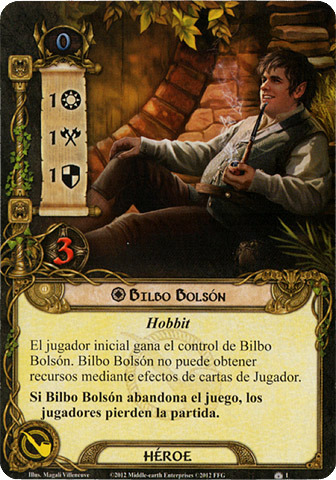 0
1
1
1
3
Bilbo Bolsón
Hobbit
El jugador inicial gana el control de Bilbo
Bolsón. Bilbo Bolsón no puede obtener
recursos mediante efectos de cartas de Jugador.
Si Bilbo Bolsón abandona el juego, los
jugadores pierden la partida.
HÉROE
Illus. Magali Villeneuve ©2012 Middle-earth Enterprises ©2012 FFG 1